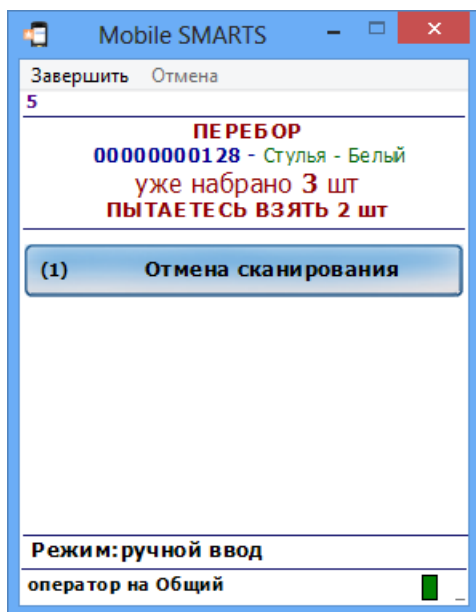 Mobile SMARTS
Завершить Отмена
5
ПЕРЕБОР
00000000128 - Стулья - Белый
уже набрано 3 шт
ПЫТАЕТЕСЬ ВЗЯТЬ 2 шт
(1) Отмена сканирования
Режим:ручной ввод
оператор на Общий